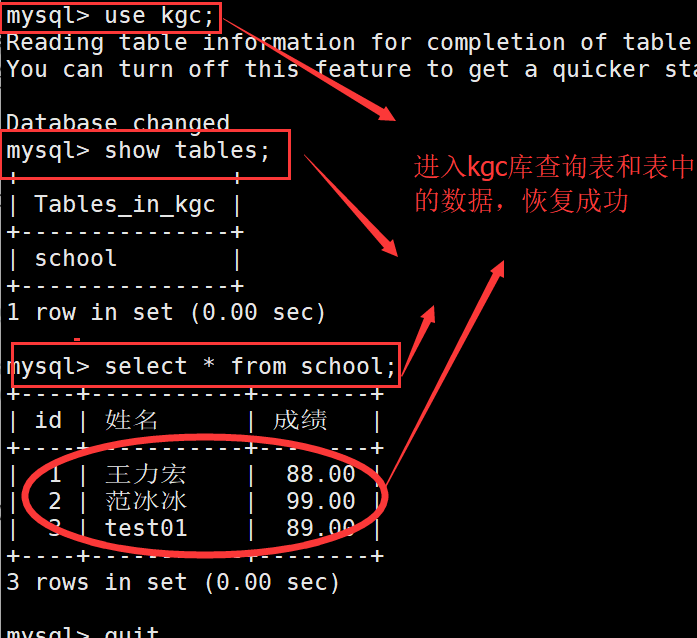 mysql> use kgc;
Reading table information for completion of table
You can turn off this feature to get a quicker sta
Database changed
mysql> show tables;
+---------------+
| Tables_in_kgc |
+---------------+
| school        |
+---------------+
1 row in set (0.00 sec)
进入kgc库查询表和表中
的数据，恢复成功
mysql> select * from school;
+----+-----------+--------+
| id | 姓名      | 成绩   |
+----+-----------+--------+
|  1 | 王力宏    |  88.00 |
|  2 | 范冰冰    |  99.00 |
|  3 | test01    |  89.00 |
+----+-----------+--------+
3 rows in set (0.00 sec)
mysql> quit